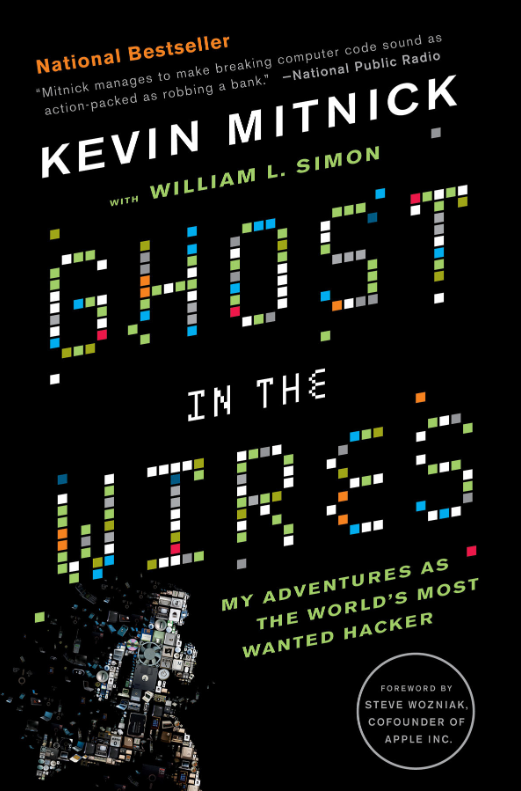 National Bestseller
“Mitnick manages to make breaking computer code sound as
action-packed as robbing a bank.” —National Public Radio
KEVIN MITNICK
WITH WILLIAM L. SIMON
GHOST
IN THE
WIRES
MY ADVENTURES AS
THE WORLD’S MOST
WANTED HACKER
FOREWORD BY
STEVE WOZNIAK,
COFOUNDER OF
APPLE INC.